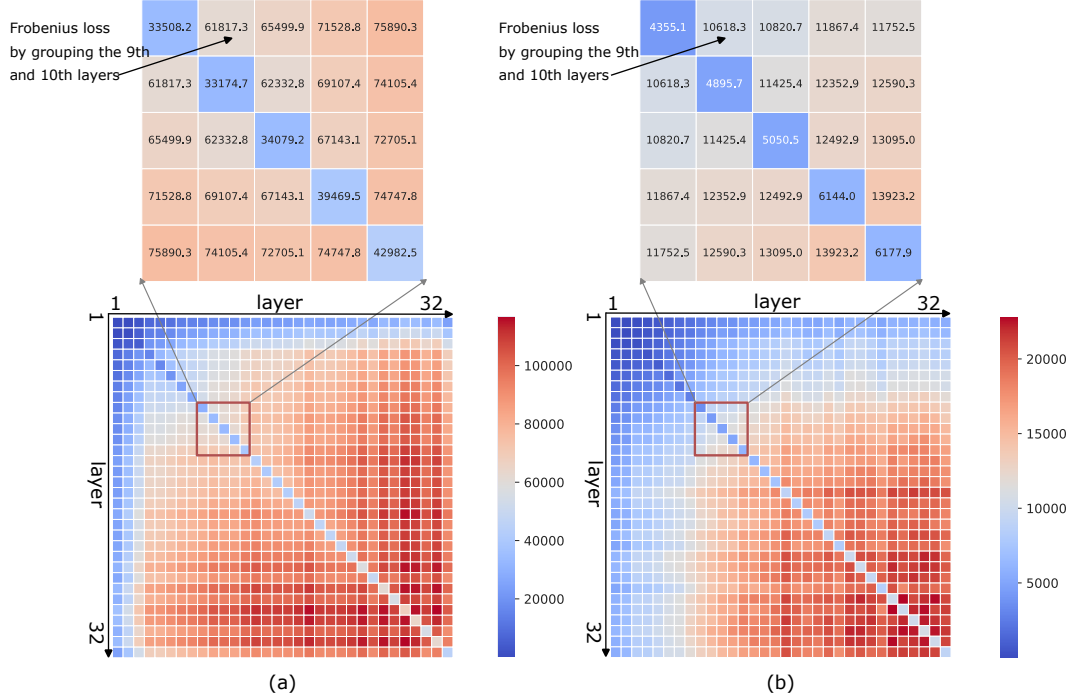 Frobenius loss
by grouping the 9th
and 10th layers
33508.2 61817.3 65499.9 71528.8 75890.3
61817.3 33174.7 62332.8 69107.4 74105.4
65499.9 62332.8 34079.2 67143.1 72705.1
71528.8 69107.4 67143.1 39469.5 74747.8
75890.3 74105.4 72705.1 74747.8 42982.5
1 layer 32
1
layer
32
100000
80000
60000
40000
20000
(a)
Frobenius loss
by grouping the 9th
and 10th layers
4355.1 10618.3 10820.7 11867.4 11752.5
10618.3 4895.7 11425.4 12352.9 12590.3
10820.7 11425.4 5050.5 12492.9 13095.0
11867.4 12352.9 12492.9 6144.0 13923.2
11752.5 12590.3 13095.0 13923.2 6177.9
1 layer 32
1
layer
32
20000
15000
10000
5000
(b)